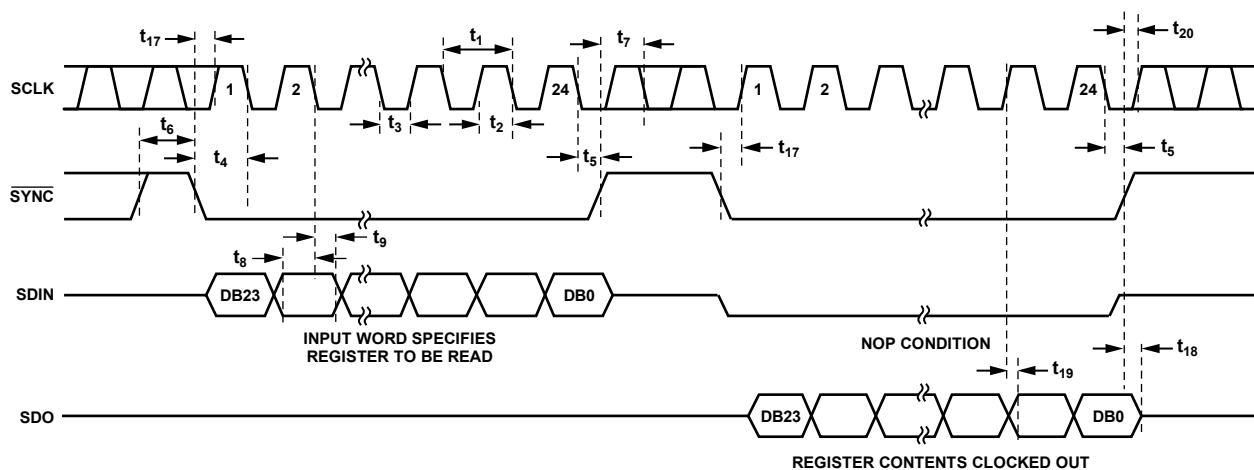 t17
t1
t7
t20
SCLK
1
2
24
1
2
24
t6
t4
t3
t2
t5
t17
t5
SYNC
t8
t9
SDIN
DB23
DB0
INPUT WORD SPECIFIES
REGISTER TO BE READ
NOP CONDITION
t19
t18
SDO
DB23
DB0
REGISTER CONTENTS CLOCKED OUT